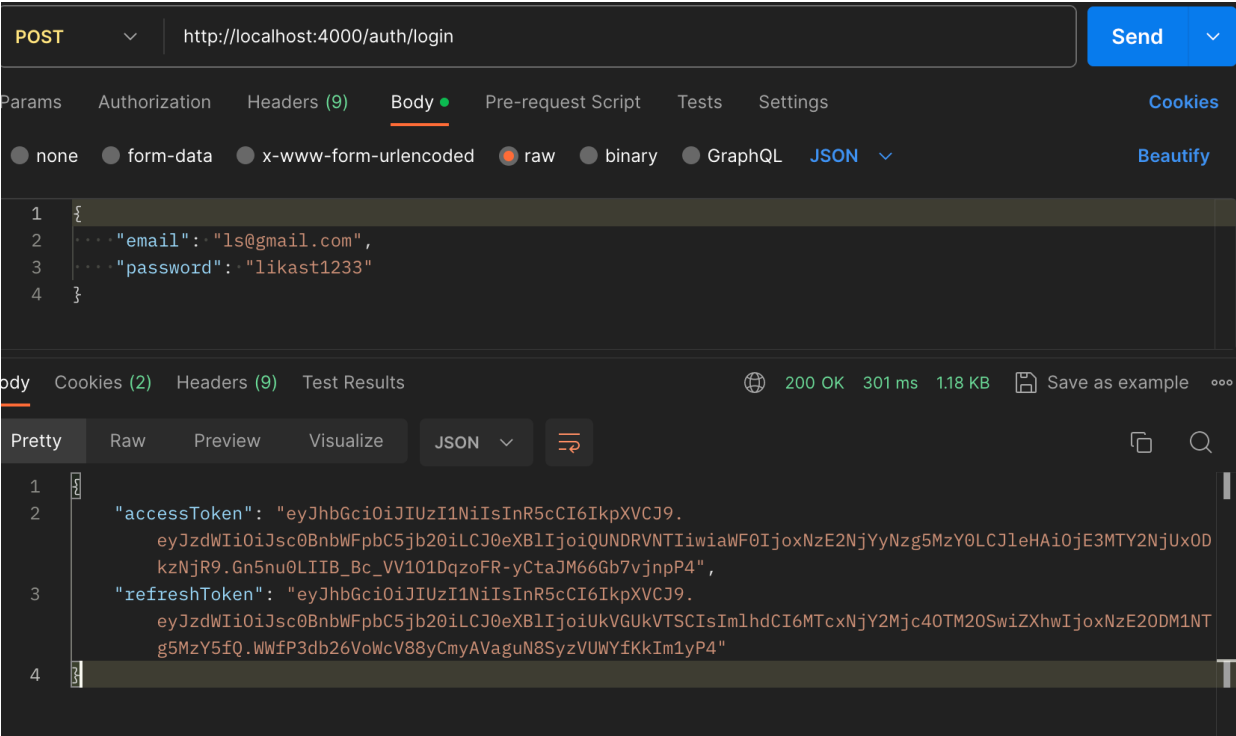 POST
http://localhost:4000/auth/login
Send
Params Authorization Headers (9) Body Pre-request Script Tests Settings Cookies
none form-data x-www-form-urlencoded raw binary GraphQL JSON Beautify
1 {
2 ····"email":·"ls@gmail.com",
3 ····"password":·"likast1233"
4 }
ody Cookies (2) Headers (9) Test Results 200 OK 301 ms 1.18 KB Save as example
Pretty Raw Preview Visualize JSON
1 {
2 "accessToken": "eyJhbGciOiJIUzI1NiIsInR5cCI6IkpXVCJ9.
eyJzdWIiOiJsc0BnbWFpbC5jb20iLCJ0eXBlIjoiQUNDRVNTIiwiaWF0IjoxNzE2NjYyNzg5MzY0LCJleHAiOjE3MTY2NjUxOD
kzNjR9.Gn5nu0LIIB_Bc_VV1O1DqzoFR-yCtaJM66Gb7vjnpP4",
3 "refreshToken": "eyJhbGciOiJIUzI1NiIsInR5cCI6IkpXVCJ9.
eyJzdWIiOiJsc0BnbWFpbC5jb20iLCJ0eXBlIjoiUkVGUkVTSCIsImlhdCI6MTcxNjY2Mjc4OTM2OSwiZXhwIjoxNzE2ODM1NT
g5MzY5fQ.WWfP3db26VoWcV88yCmyAVaguN8SyzVUWYfKkIm1yP4"
4 }